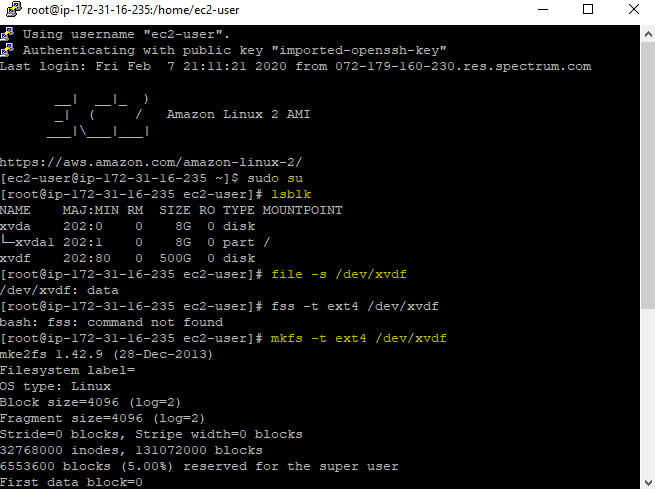 root@ip-172-31-16-235:/home/ec2-user
Using username "ec2-user".
Authenticating with public key "imported-openssh-key"
Last login: Fri Feb  7 21:11:21 2020 from 072-179-160-230.res.spectrum.com
       __|  __|_  )
       _|  (     /   Amazon Linux 2 AMI
      ___|\___|___|
https://aws.amazon.com/amazon-linux-2/
[ec2-user@ip-172-31-16-235 ~]$ sudo su
[root@ip-172-31-16-235 ec2-user]# lsblk
NAME    MAJ:MIN RM  SIZE RO TYPE MOUNTPOINT
xvda    202:0    0    8G  0 disk
└─xvda1 202:1    0    8G  0 part /
xvdf    202:80   0  500G  0 disk
[root@ip-172-31-16-235 ec2-user]# file -s /dev/xvdf
/dev/xvdf: data
[root@ip-172-31-16-235 ec2-user]# fss -t ext4 /dev/xvdf
bash: fss: command not found
[root@ip-172-31-16-235 ec2-user]# mkfs -t ext4 /dev/xvdf
mke2fs 1.42.9 (28-Dec-2013)
Filesystem label=
OS type: Linux
Block size=4096 (log=2)
Fragment size=4096 (log=2)
Stride=0 blocks, Stripe width=0 blocks
32768000 inodes, 131072000 blocks
6553600 blocks (5.00%) reserved for the super user
First data block=0